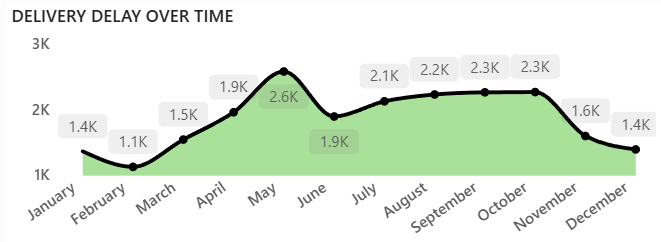 DELIVERY DELAY OVER TIME
3K
2K
1K
1.4K
1.1K
1.5K
1.9K
2.6K
1.9K
2.1K
2.2K
2.3K
2.3K
1.6K
1.4K
January
February
March
April
May
June
July
August
September
October
November
December